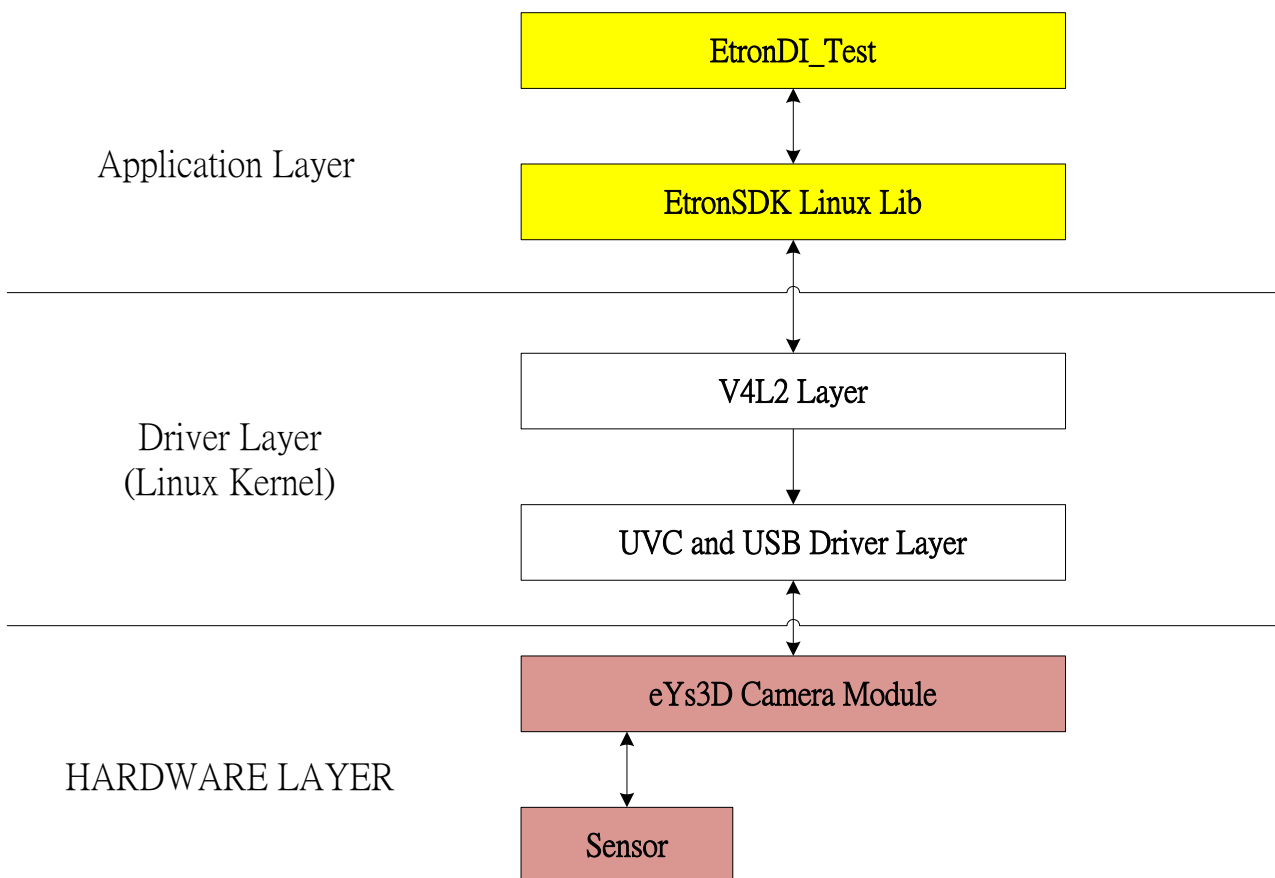 EtronDI_Test
Application Layer
EtronSDK Linux Lib
V4L2 Layer
Driver Layer
(Linux Kernel)
UVC and USB Driver Layer
eYs3D Camera Module
HARDWARE LAYER
Sensor